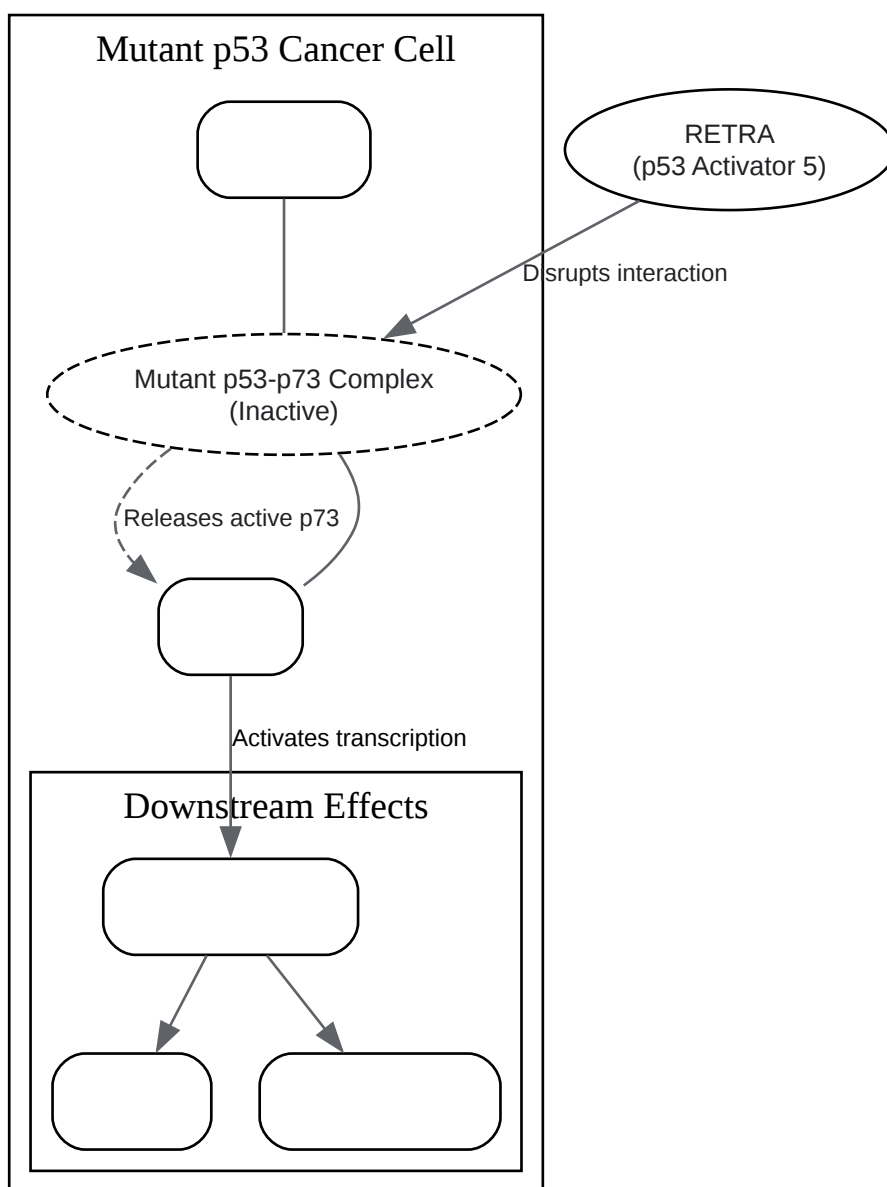 Mutant p53 Cancer Cell
RETRA
(p53 Activator 5)
Disrupts interaction
Mutant p53-p73 Complex
(Inactive)
Releases active p73
Activates transcription
Downstream Effects